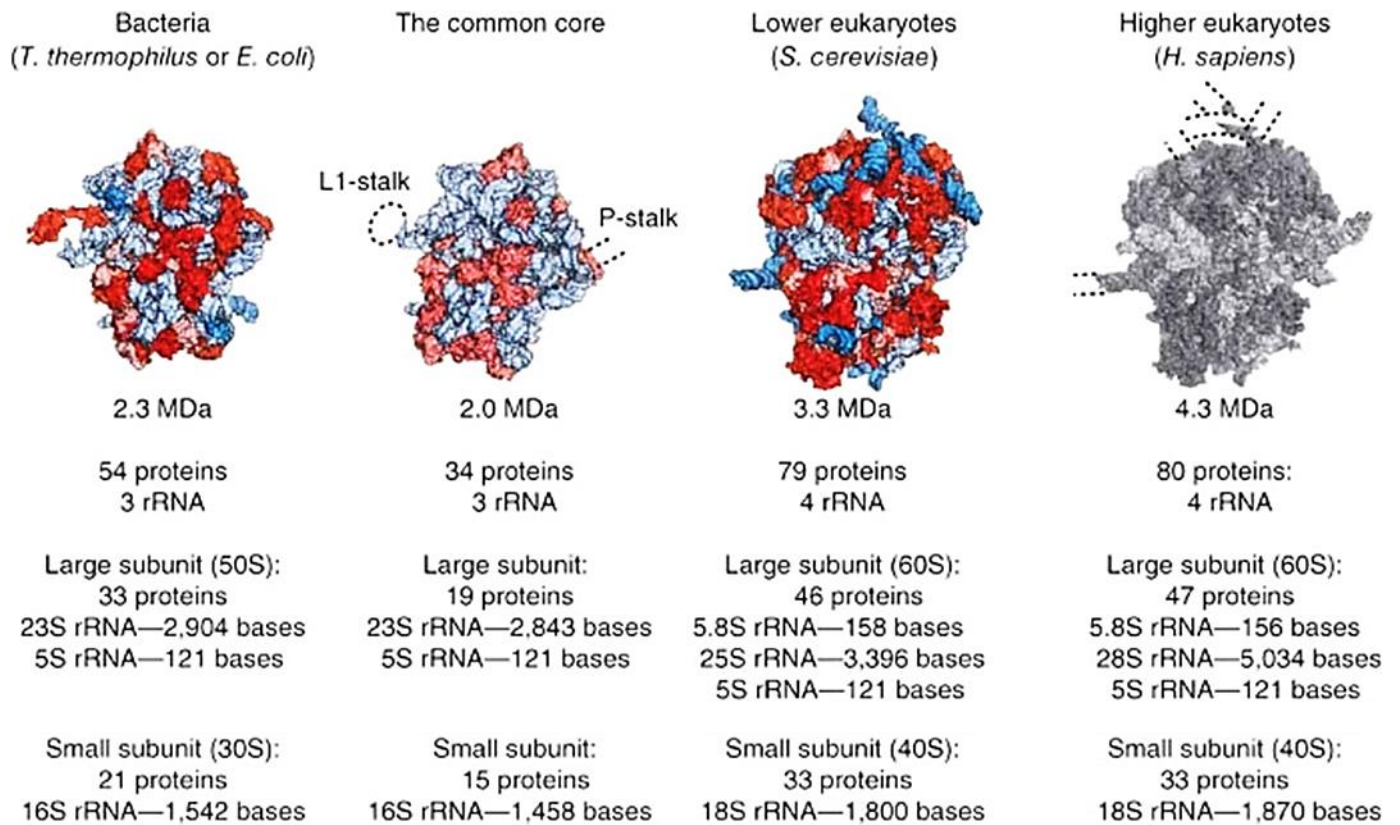 Bacteria
(T. thermophilus or E. coli)
2.3 MDa
54 proteins
3 rRNA
Large subunit (50S):
33 proteins
23S rRNA—2,904 bases
5S rRNA—121 bases
Small subunit (30S):
21 proteins
16S rRNA—1,542 bases
The common core
L1-stalk
P-stalk
2.0 MDa
34 proteins
3 rRNA
Large subunit:
19 proteins
23S rRNA—2,843 bases
5S rRNA—121 bases
Small subunit:
15 proteins
16S rRNA—1,458 bases
Lower eukaryotes
(S. cerevisiae)
3.3 MDa
79 proteins
4 rRNA
Large subunit (60S):
46 proteins
5.8S rRNA—158 bases
25S rRNA—3,396 bases
5S rRNA—121 bases
Small subunit (40S):
33 proteins
18S rRNA—1,800 bases
Higher eukaryotes
(H. sapiens)
4.3 MDa
80 proteins:
4 rRNA
Large subunit (60S):
47 proteins
5.8S rRNA—156 bases
28S rRNA—5,034 bases
5S rRNA—121 bases
Small subunit (40S):
33 proteins
18S rRNA—1,870 bases